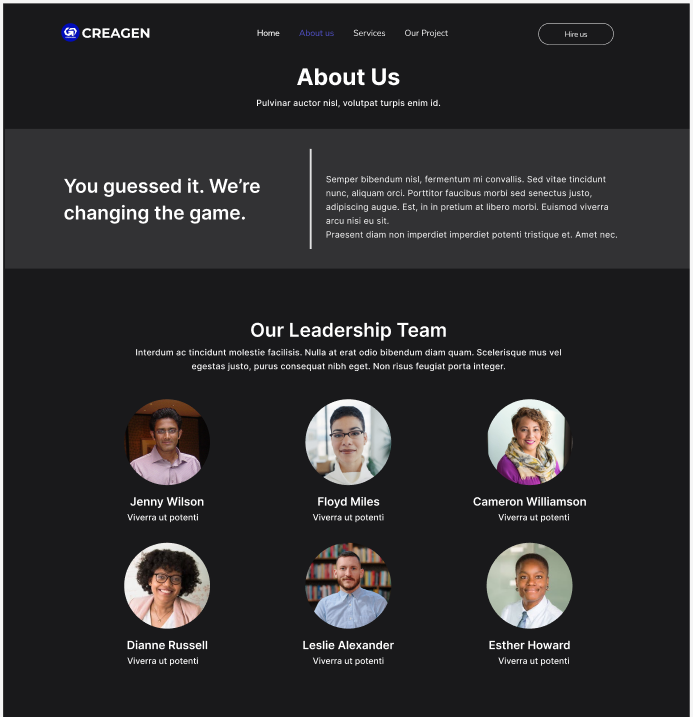 CREAGEN
Home About us Services Our Project
Hire us
About Us
Pulvinar auctor nisl, volutpat turpis enim id.
You guessed it. We’re
changing the game.
Semper bibendum nisl, fermentum mi convallis. Sed vitae tincidunt
nunc, aliquam orci. Porttitor faucibus morbi sed senectus justo,
adipiscing augue. Est, in in pretium at libero morbi. Euismod viverra
arcu nisi eu sit.
Praesent diam non imperdiet imperdiet potenti tristique et. Amet nec.
Our Leadership Team
Interdum ac tincidunt molestie facilisis. Nulla at erat odio bibendum diam quam. Scelerisque mus vel
egestas justo, purus consequat nibh eget. Non risus feugiat porta integer.
Jenny Wilson
Viverra ut potenti
Floyd Miles
Viverra ut potenti
Cameron Williamson
Viverra ut potenti
Dianne Russell
Viverra ut potenti
Leslie Alexander
Viverra ut potenti
Esther Howard
Viverra ut potenti